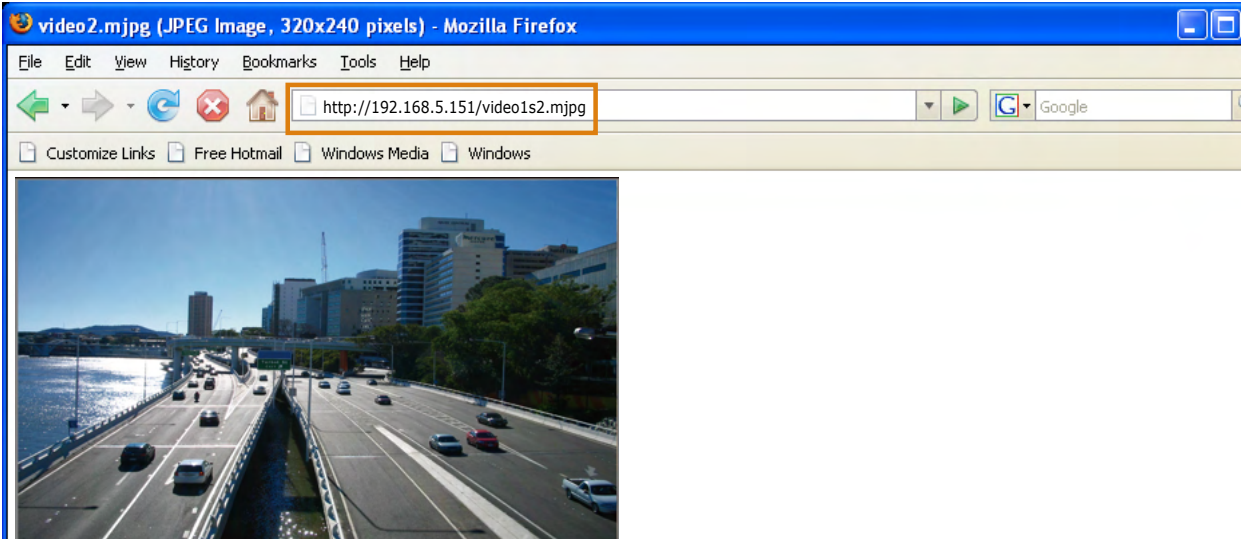 video2.mjpg (JPEG Image, 320x240 pixels) - Mozilla Firefox
File Edit View History Bookmarks Tools Help
http://192.168.5.151/video1s2.mjpg G Google
Customize Links Free Hotmail Windows Media Windows